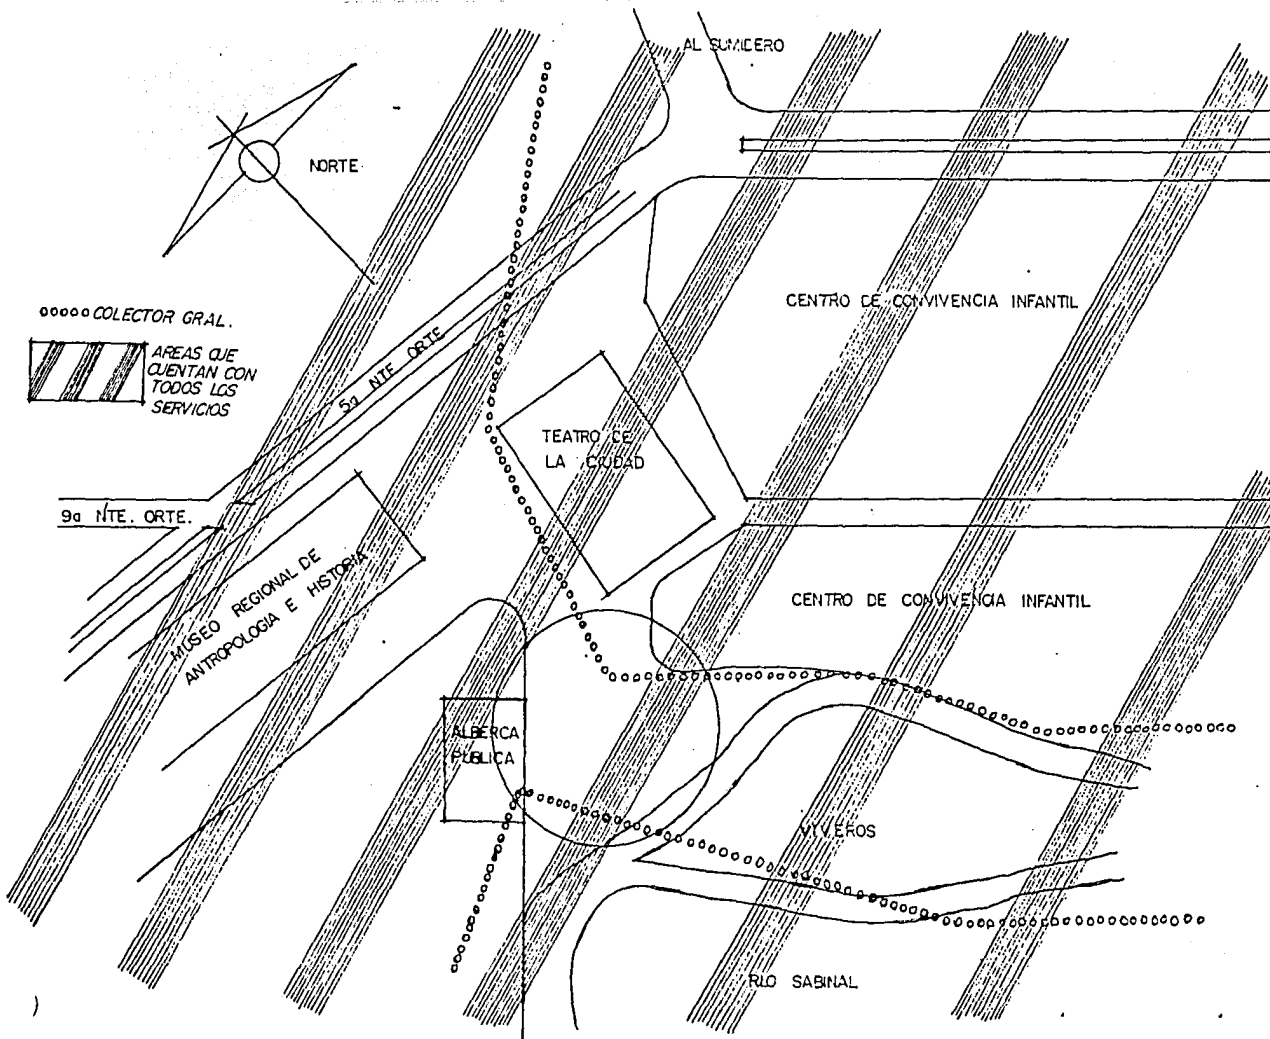 AL SUMIDERO
NORTE
CENTRO DE CONVIVENCIA INFANTIL
COLECTOR GRAL.
AREAS QUE
CUENTAN CON
TODOS LOS
SERVICIOS
5a NTE ORTE
TEATRO DE
LA CIUDAD
9a NTE. ORTE.
MUSEO REGIONAL DE
ANTROPOLOGIA E HISTORIA
CENTRO DE CONVIVENCIA INFANTIL
ALBERCA
PUBLICA
VIVEROS
RIO SABINAL